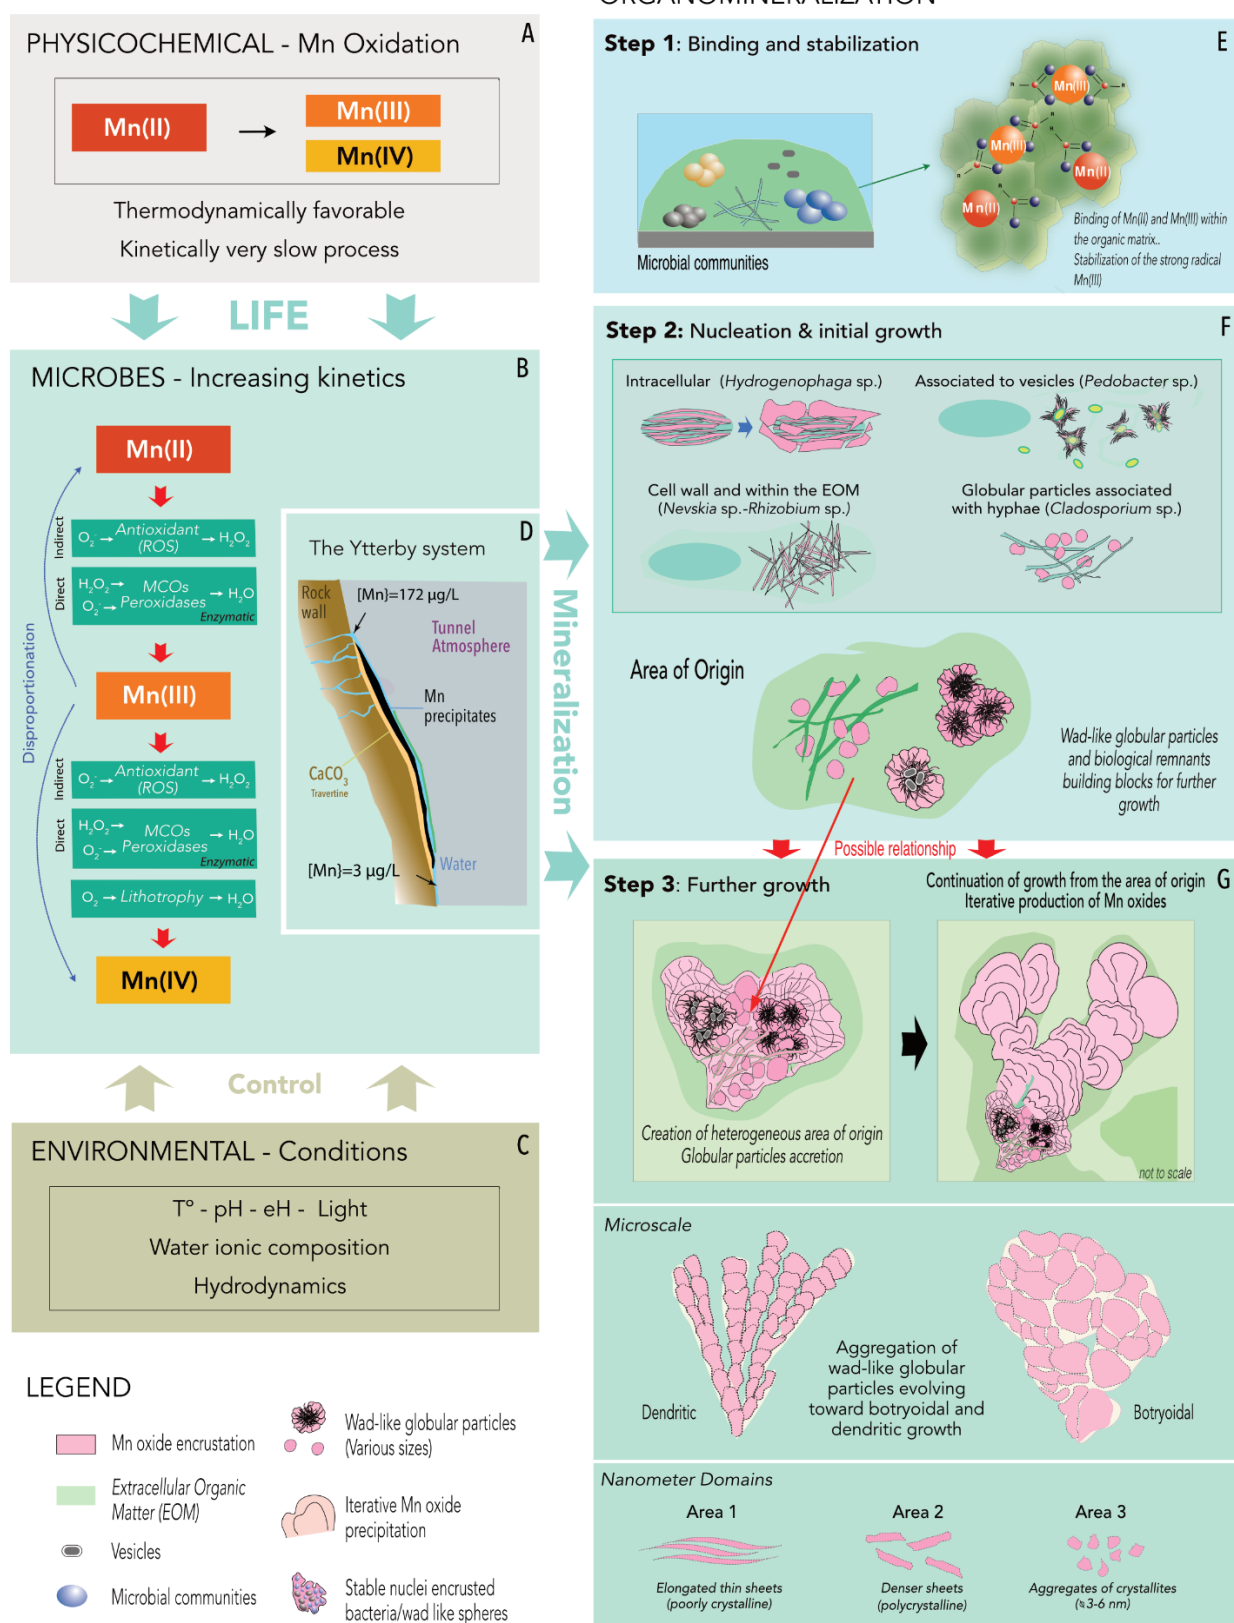 ORGANOMINERALIZATION
PHYSICOCHEMICAL - Mn Oxidation
A
Mn(II)
Mn(III)
Mn(IV)
Thermodynamically favorable
Kinetically very slow process
LIFE
MICROBES - Increasing kinetics
B
Mn(II)
Disproportionation
Indirect
O₂⁻ → Antioxidant (ROS) → H₂O₂
Direct
H₂O₂ →
O₂⁻ →
MCOs
Peroxidases
→ H₂O
Enzymatic
Mn(III)
Indirect
O₂⁻ → Antioxidant (ROS) → H₂O₂
Direct
H₂O₂ →
O₂⁻ →
MCOs
Peroxidases
→ H₂O
Enzymatic
O₂ → Lithotrophy → H₂O
Mn(IV)
The Ytterby system
D
Rock
wall
[Mn}=172 µg/L
Tunnel
Atmosphere
Mn
precipitates
CaCO₃
Travertine
Water
[Mn}=3 µg/L
Mineralization
Control
ENVIRONMENTAL - Conditions
C
Tº - pH - eH - Light
Water ionic composition
Hydrodynamics
LEGEND
Mn oxide encrustation
Extracellular Organic
Matter (EOM)
Vesicles
Microbial communities
Wad-like globular particles
(Various sizes)
Iterative Mn oxide
precipitation
Stable nuclei encrusted
bacteria/wad like spheres
Step 1: Binding and stabilization
E
Microbial communities
Mn(III)
R
R
Mn(III)
R
R
Mn(II)
Mn(II)
R
Binding of Mn(II) and Mn(III) within
the organic matrix..
Stabilization of the strong radical
Mn(III)
Step 2: Nucleation & initial growth
F
Intracellular (Hydrogenophaga sp.)
Associated to vesicles (Pedobacter sp.)
Cell wall and within the EOM
(Nevskia sp.-Rhizobium sp.)
Globular particles associated
with hyphae (Cladosporium sp.)
Area of Origin
Wad-like globular particles
and biological remnants
building blocks for further
growth
Possible relationship
Step 3: Further growth
Continuation of growth from the area of origin
Iterative production of Mn oxides
G
Creation of heterogeneous area of origin
Globular particles accretion
not to scale
Microscale
Dendritic
Aggregation of
wad-like globular
particles evolving
toward botryoidal and
dendritic growth
Botryoidal
Nanometer Domains
Area 1
Area 2
Area 3
Elongated thin sheets
(poorly crystalline)
Denser sheets
(polycrystalline)
Aggregates of crystallites
(≈3-6 nm)